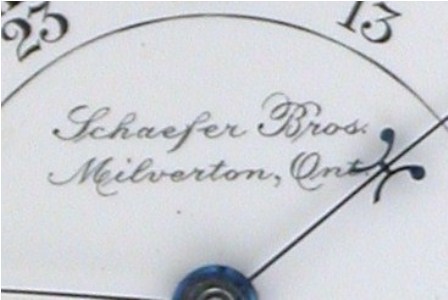 23
13
Schaefer Bros.
Milverton, Ont.